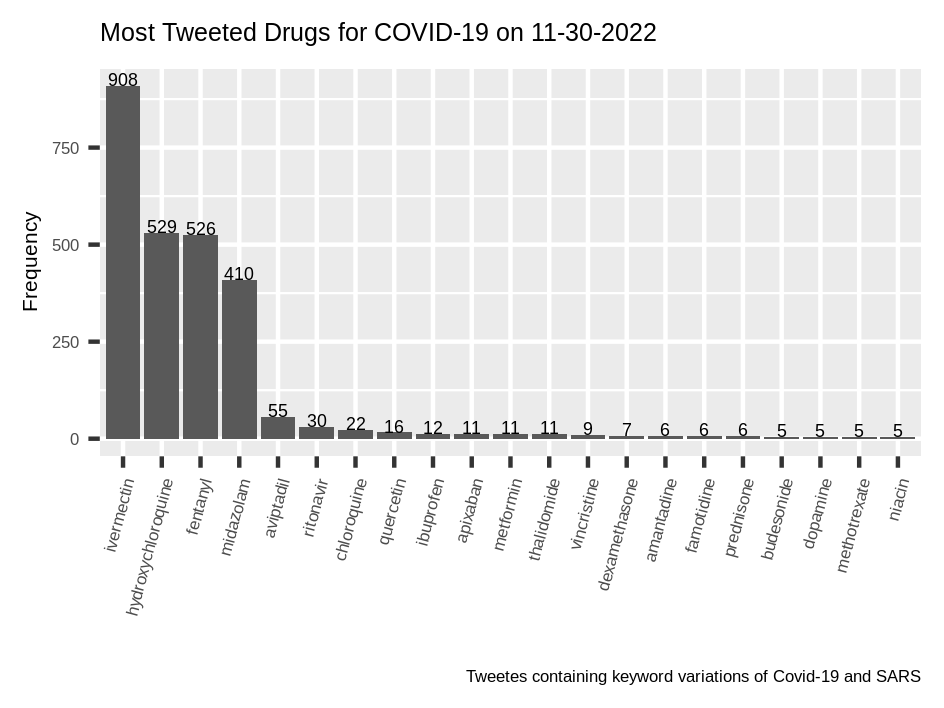 Most Tweeted Drugs for COVID-19 on 11-30-2022
908
529
526
410
55
30
22
16
12
11
11
11
9
7
6
6
6
5
5
5
5
750
500
250
0
Frequency
ivermectin
hydroxychloroquine
fentanyl
midazolam
aviptadil
ritonavir
chloroquine
quercetin
ibuprofen
apixaban
metformin
thalidomide
vincristine
dexamethasone
amantadine
famotidine
prednisone
budesonide
dopamine
methotrexate
niacin
Tweetes containing keyword variations of Covid-19 and SARS